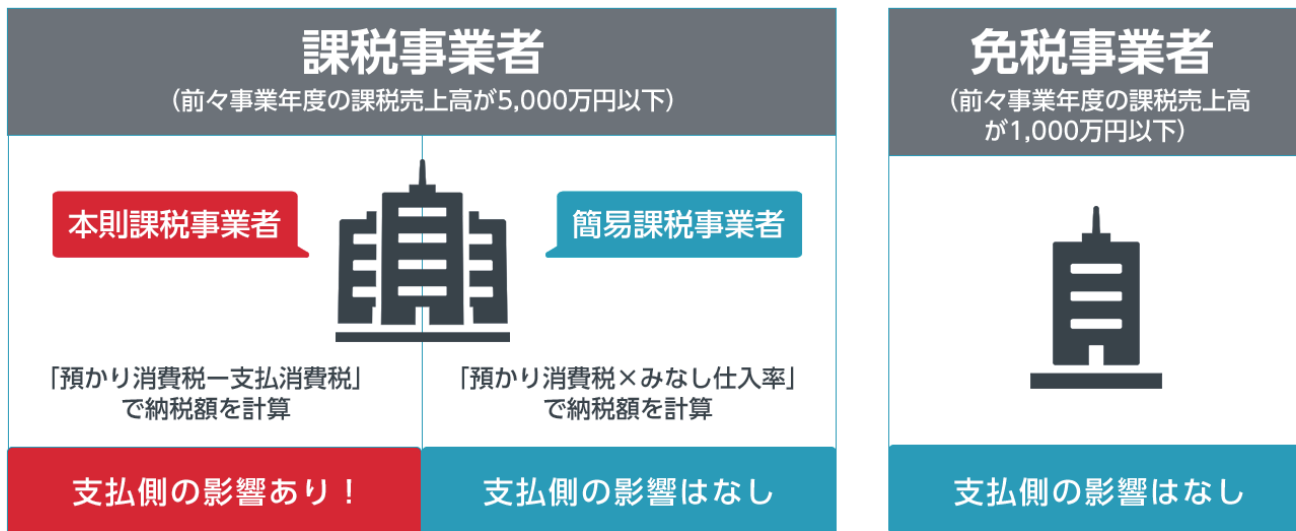 課税事業者
（前々事業年度の課税売上高が5,000万円以下）
本則課税事業者
「預かり消費税ー支払消費税」
で納税額を計算
支払側の影響あり！
簡易課税事業者
「預かり消費税×みなし仕入率」
で納税額を計算
支払側の影響はなし
免税事業者
（前々事業年度の課税売上高
が1,000万円以下）
支払側の影響はなし